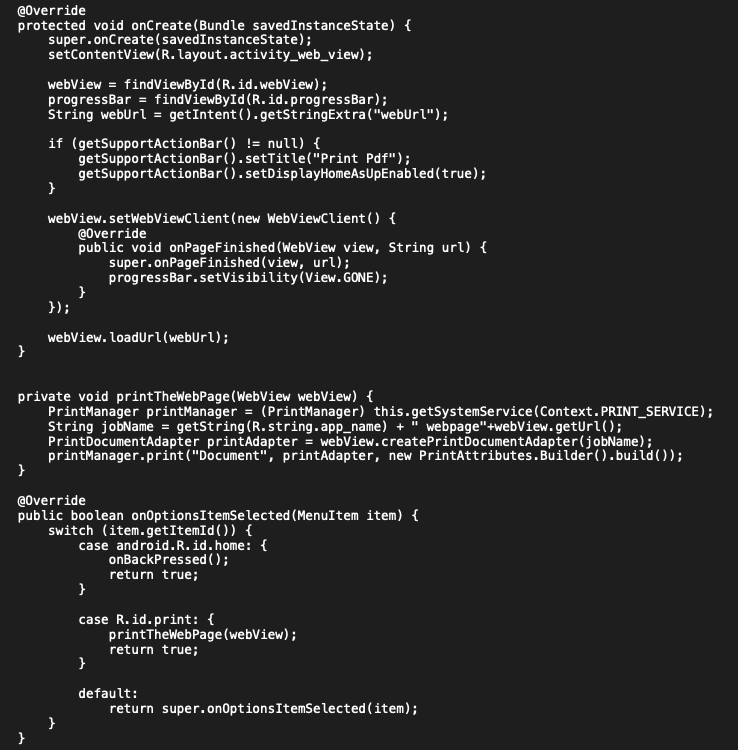 @Override
protected void onCreate(Bundle savedInstanceState) {
    super.onCreate(savedInstanceState);
    setContentView(R.layout.activity_web_view);

    webView = findViewById(R.id.webView);
    progressBar = findViewById(R.id.progressBar);
    String webUrl = getIntent().getStringExtra("webUrl");

    if (getSupportActionBar() != null) {
        getSupportActionBar().setTitle("Print Pdf");
        getSupportActionBar().setDisplayHomeAsUpEnabled(true);
    }

    webView.setWebViewClient(new WebViewClient() {
        @Override
        public void onPageFinished(WebView view, String url) {
            super.onPageFinished(view, url);
            progressBar.setVisibility(View.GONE);
        }
    });

    webView.loadUrl(webUrl);
}


private void printTheWebPage(WebView webView) {
    PrintManager printManager = (PrintManager) this.getSystemService(Context.PRINT_SERVICE);
    String jobName = getString(R.string.app_name) + " webpage"+webView.getUrl();
    PrintDocumentAdapter printAdapter = webView.createPrintDocumentAdapter(jobName);
    printManager.print("Document", printAdapter, new PrintAttributes.Builder().build());
}

@Override
public boolean onOptionsItemSelected(MenuItem item) {
    switch (item.getItemId()) {
        case android.R.id.home: {
            onBackPressed();
            return true;
        }

        case R.id.print: {
            printTheWebPage(webView);
            return true;
        }

        default:
            return super.onOptionsItemSelected(item);
    }
}